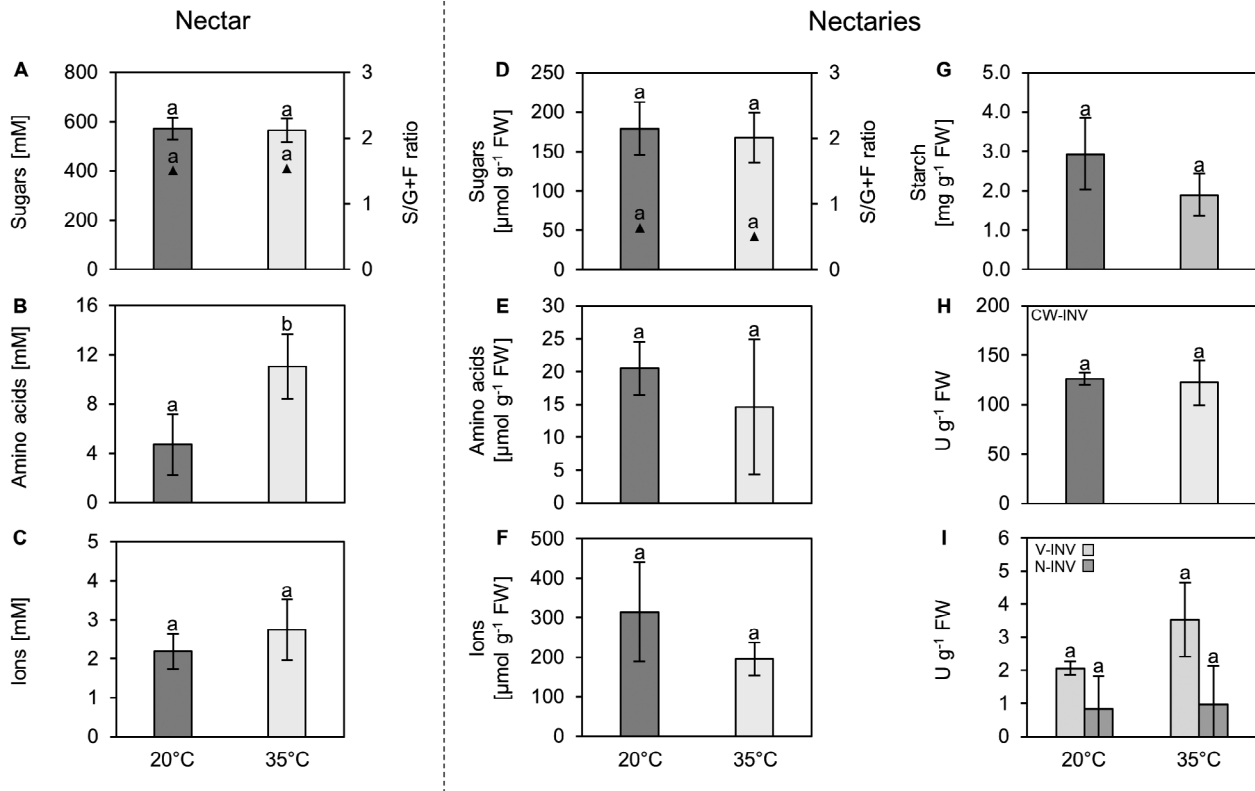 Nectar
Nectaries
A
Sugars [mM]
800
600
400
200
0
a
a
a
a
3
2
1
0
S/G+F ratio
B
Amino acids [mM]
16
12
8
4
0
a
b
C
Ions [mM]
5
4
3
2
1
0
a
a
20°C
35°C
D
Sugars
[µmol g⁻¹ FW]
250
200
150
100
50
0
a
a
a
a
3
2
1
0
S/G+F ratio
E
Amino acids
[µmol g⁻¹ FW]
30
25
20
15
10
5
0
a
a
F
Ions
[µmol g⁻¹ FW]
500
400
300
200
100
0
a
a
20°C
35°C
G
Starch
[mg g⁻¹ FW]
5.0
4.0
3.0
2.0
1.0
0.0
a
a
H
CW-INV
U g⁻¹ FW
200
150
100
50
0
a
a
I
V-INV
N-INV
U g⁻¹ FW
6
5
4
3
2
1
0
a
a
a
a
20°C
35°C